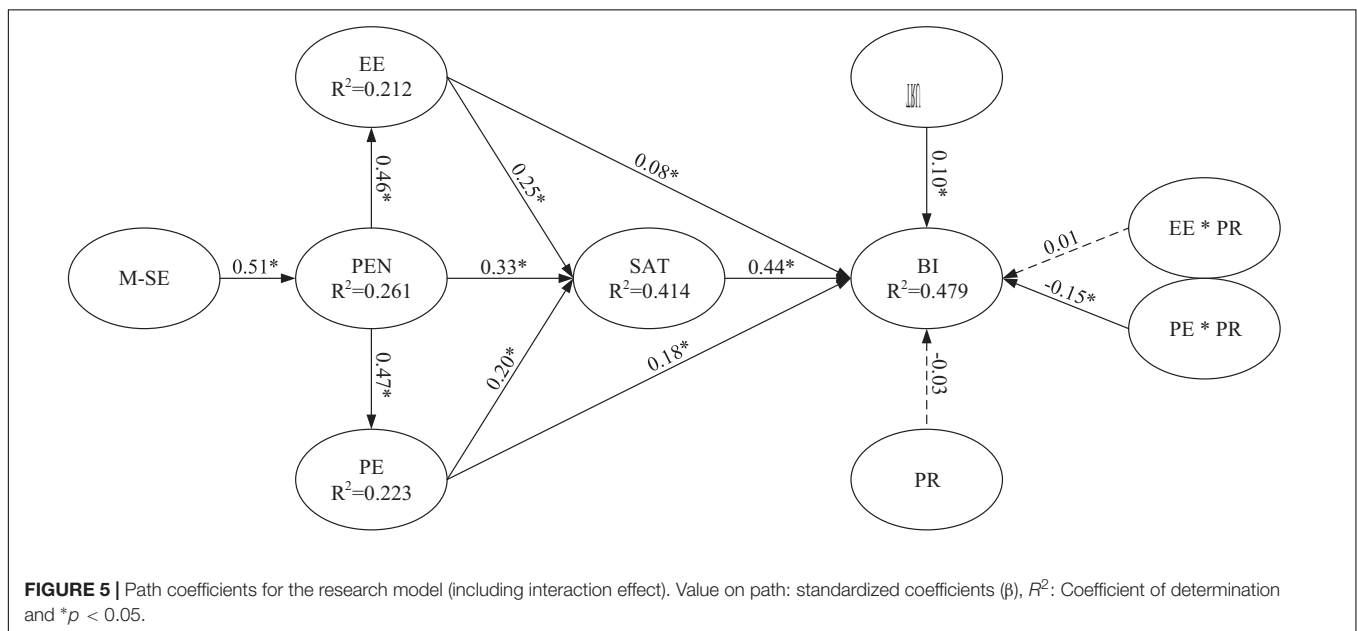 EE
R²=0.212
0.10*
0.46*
0.25*
0.08*
EE * PR
0.01
M-SE
0.51*
PEN
R²=0.261
0.33*
SAT
R²=0.414
0.44*
BI
R²=0.479
-0.15*
PE * PR
0.47*
0.20*
0.18*
-0.03
PE
R²=0.223
PR
FIGURE 5 | Path coefficients for the research model (including interaction effect). Value on path: standardized coefficients (β), R²: Coefficient of determination
and *p < 0.05.